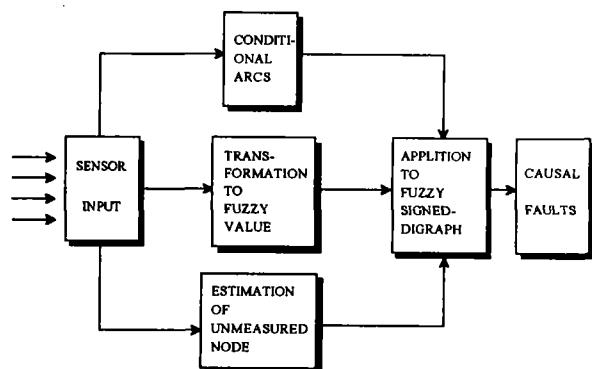 CONDITI-
ONAL
ARCS
SENSOR
INPUT
TRANS-
FORMATION
TO
FUZZY
VALUE
APPLITION
TO
FUZZY
SIGNED-
DIGRAPH
CAUSAL
FAULTS
ESTIMATION
OF
UNMEASURED
NODE